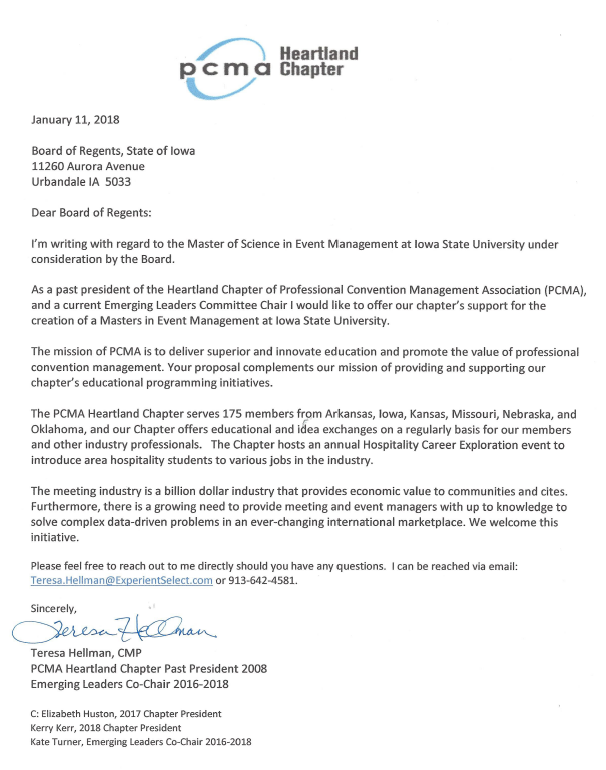 pcma Heartland
Chapter
January 11, 2018
Board of Regents, State of Iowa
11260 Aurora Avenue
Urbandale IA 5033
Dear Board of Regents:
I'm writing with regard to the Master of Science in Event Management at Iowa State University under
consideration by the Board.
As a past president of the Heartland Chapter of Professional Convention Management Association (PCMA),
and a current Emerging Leaders Committee Chair I would like to offer our chapter's support for the
creation of a Masters in Event Management at Iowa State University.
The mission of PCMA is to deliver superior and innovate education and promote the value of professional
convention management. Your proposal complements our mission of providing and supporting our
chapter's educational programming initiatives.
The PCMA Heartland Chapter serves 175 members from Arkansas, Iowa, Kansas, Missouri, Nebraska, and
Oklahoma, and our Chapter offers educational and idea exchanges on a regularly basis for our members
and other industry professionals. The Chapter hosts an annual Hospitality Career Exploration event to
introduce area hospitality students to various jobs in the industry.
The meeting industry is a billion dollar industry that provides economic value to communities and cites.
Furthermore, there is a growing need to provide meeting and event managers with up to knowledge to
solve complex data-driven problems in an ever-changing international marketplace. We welcome this
initiative.
Please feel free to reach out to me directly should you have any questions. I can be reached via email:
Teresa.Hellman@ExperientSelect.com or 913-642-4581.
Sincerely,
Teresa Hellman
Teresa Hellman, CMP
PCMA Heartland Chapter Past President 2008
Emerging Leaders Co-Chair 2016-2018
C: Elizabeth Huston, 2017 Chapter President
Kerry Kerr, 2018 Chapter President
Kate Turner, Emerging Leaders Co-Chair 2016-2018